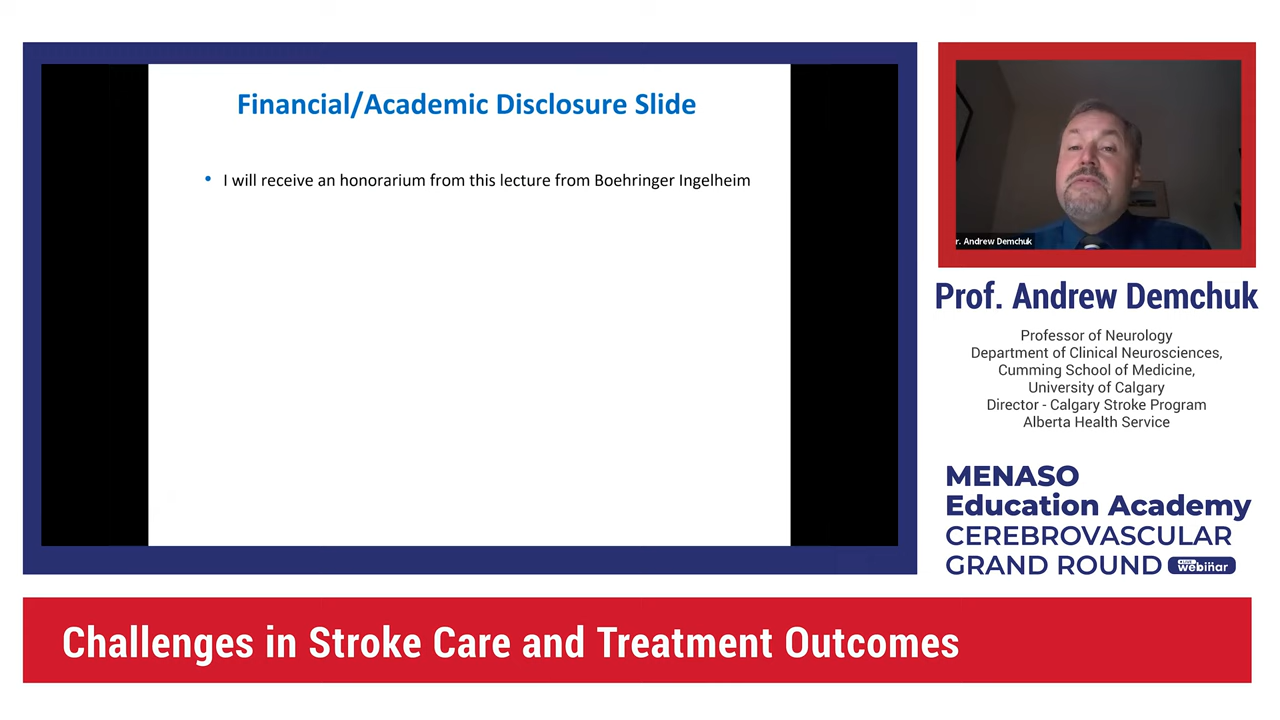 Financial/Academic Disclosure Slide
• I will receive an honorarium from this lecture from Boehringer Ingelheim
r. Andrew Demchuk
Prof. Andrew Demchuk
Professor of Neurology
Department of Clinical Neurosciences,
Cumming School of Medicine,
University of Calgary
Director - Calgary Stroke Program
Alberta Health Service
MENASO
Education Academy
CEREBROVASCULAR
GRAND ROUND
webinar
Challenges in Stroke Care and Treatment Outcomes